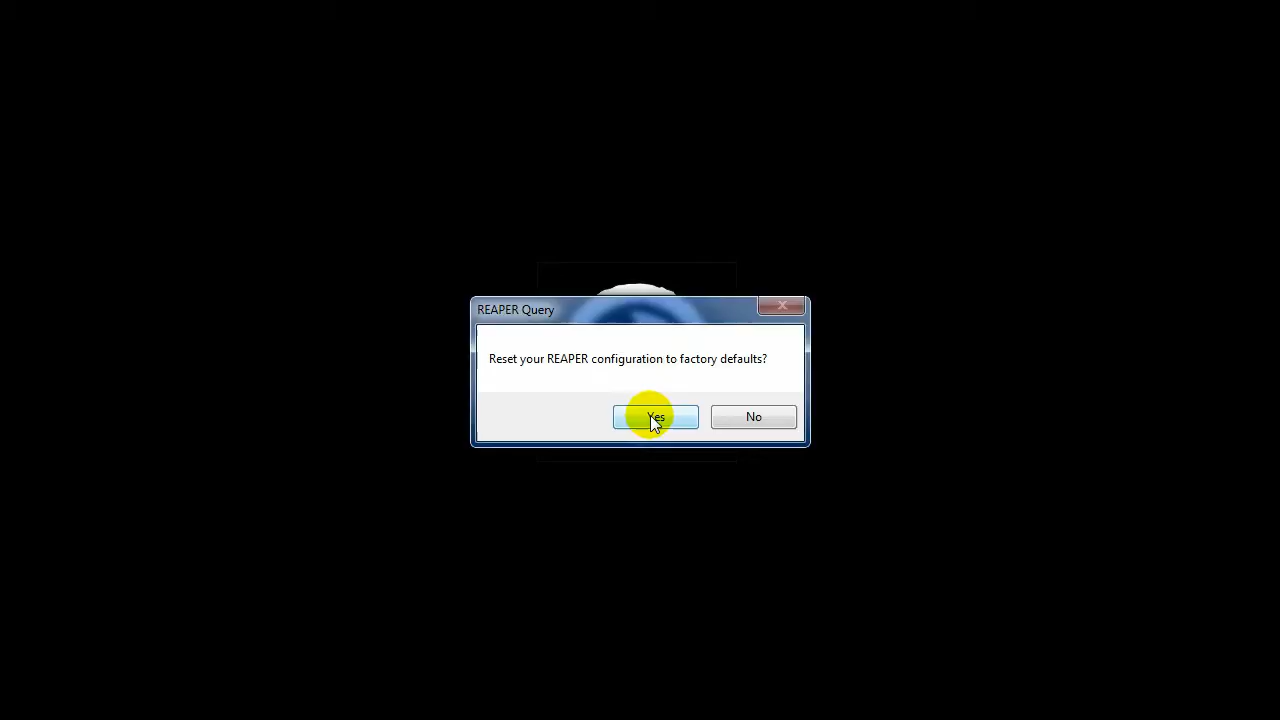 REAPER Query
Reset your REAPER configuration to factory defaults?
Yes
No